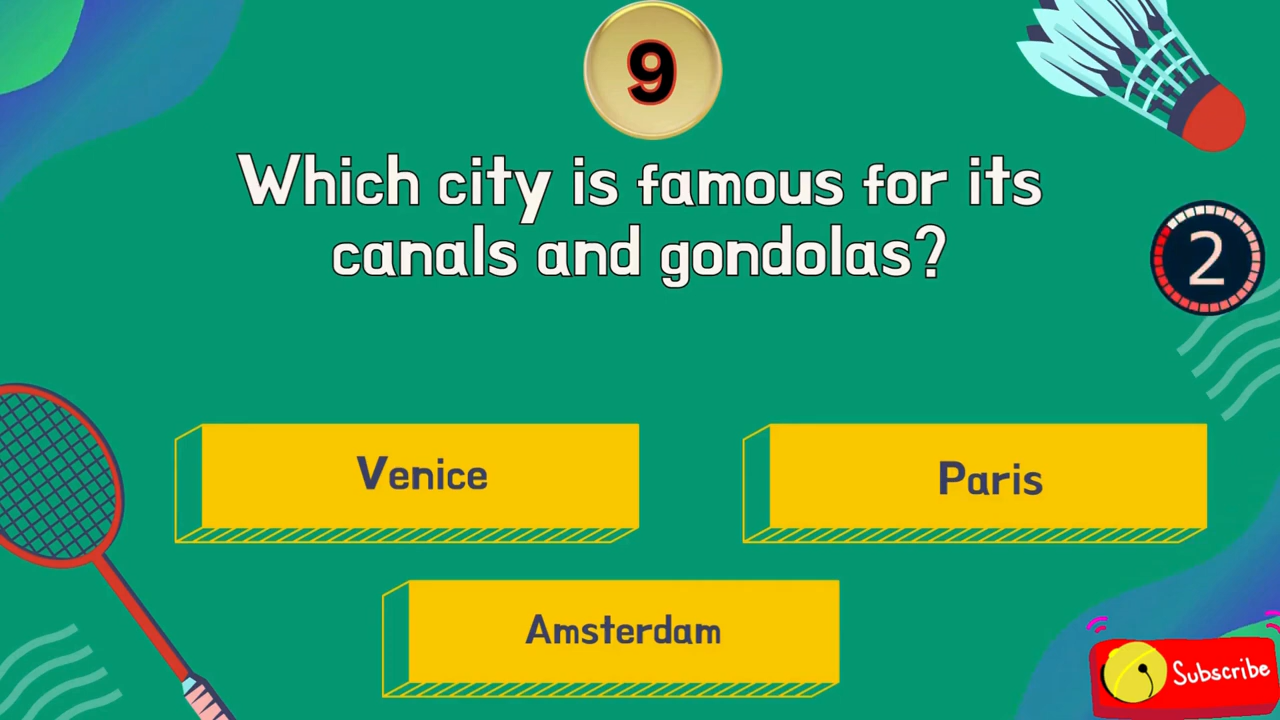 9
Which city is famous for its
canals and gondolas?
2
Venice
Paris
Amsterdam
Subscribe